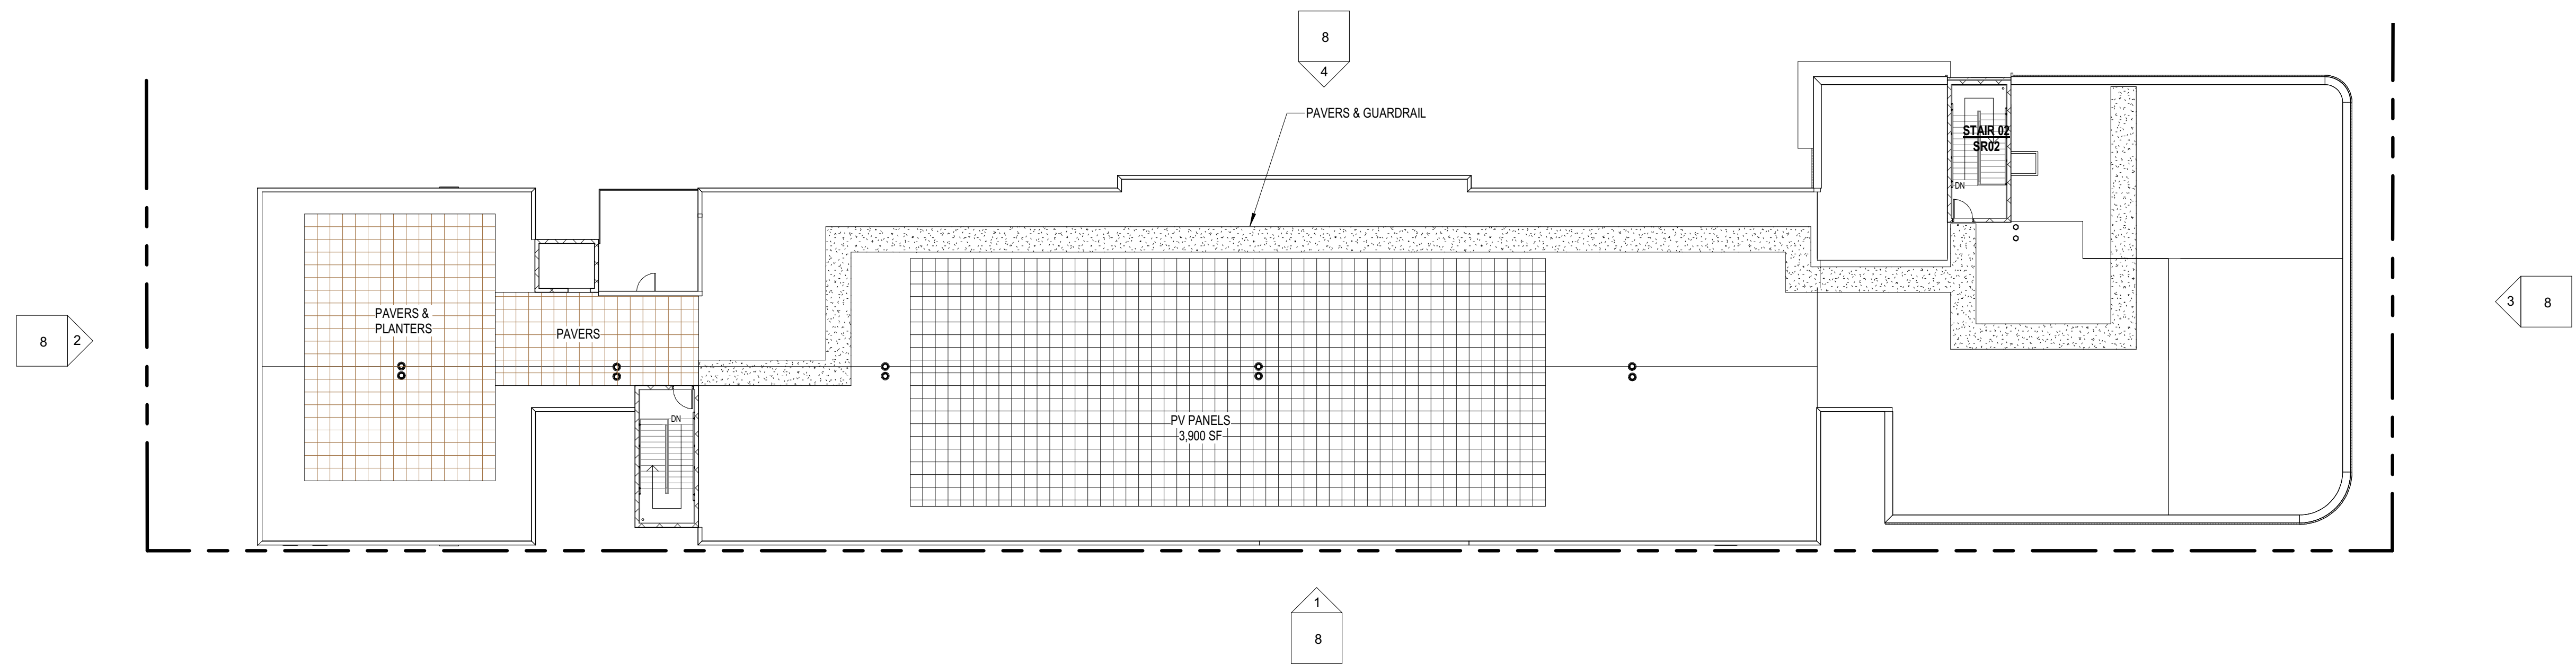 8
4
PAVERS & GUARDRAIL
STAIR 02
SR02
DN
8
2
PAVERS &
PLANTERS
PAVERS
3
8
DN
PV PANELS
3,900 SF
1
8